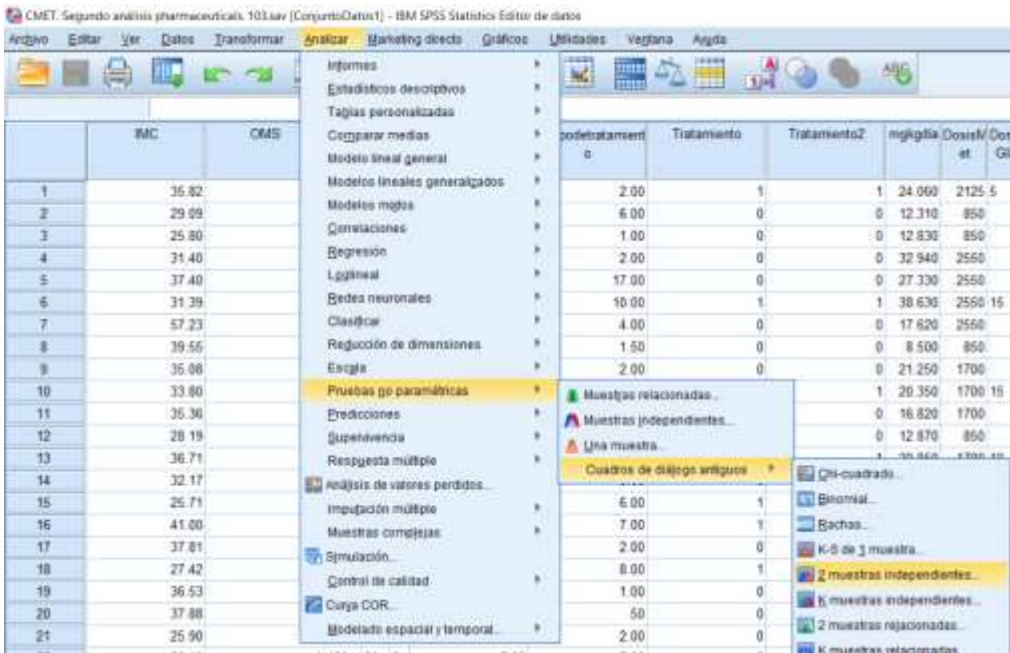 CMET. Segundo análisis pharmaceuticals. 103.sav [ConjuntoDatos1] - IBM SPSS Statistics Editor de datos
Archivo Editar Ver Datos Transformar Analizar Marketing directo Gráficos Utilidades Ventana Ayuda
Informes
Estadísticos descriptivos
Tablas personalizadas
Comparar medias
Modelo lineal general
Modelos lineales generalizados
Modelos mixtos
Correlaciones
Regresión
Loglineal
Redes neuronales
Clasificar
Reducción de dimensiones
Escala
Pruebas no paramétricas
Predicciones
Supervivencia
Respuesta múltiple
Análisis de valores perdidos...
Imputación múltiple
Muestras complejas
Simulación...
Control de calidad
Curva COR...
Modelado espacial y temporal...
Muestras relacionadas...
Muestras independientes...
Una muestra...
Cuadros de diálogo antiguos
Chi-cuadrado...
Binomial...
Rachas...
K-S de 1 muestra...
2 muestras independientes...
K muestras independientes...
2 muestras relacionadas...
K muestras relacionadas
IMC OMS podetratamient o Tratamiento Tratamiento2 mgkgdía DosisM et Dos Gli
1 35.82 2.00 1 1 24.060 2125 5
2 29.09 6.00 0 0 12.310 850
3 25.80 1.00 0 0 12.830 850
4 31.40 2.00 0 0 32.940 2550
5 37.40 17.00 0 0 27.330 2550
6 31.39 10.00 1 1 38.630 2550 15
7 57.23 4.00 0 0 17.620 2550
8 39.55 1.50 0 0 8.500 850
9 35.08 2.00 0 0 21.250 1700
10 33.80 1 20.350 1700 15
11 35.36 0 16.820 1700
12 28.19 0 12.870 850
13 36.71
14 32.17
15 25.71 6.00 1
16 41.00 7.00 1
17 37.81 2.00 0
18 27.42 8.00 1
19 36.53 1.00 0
20 37.88 50 0
21 25.90 2.00 0